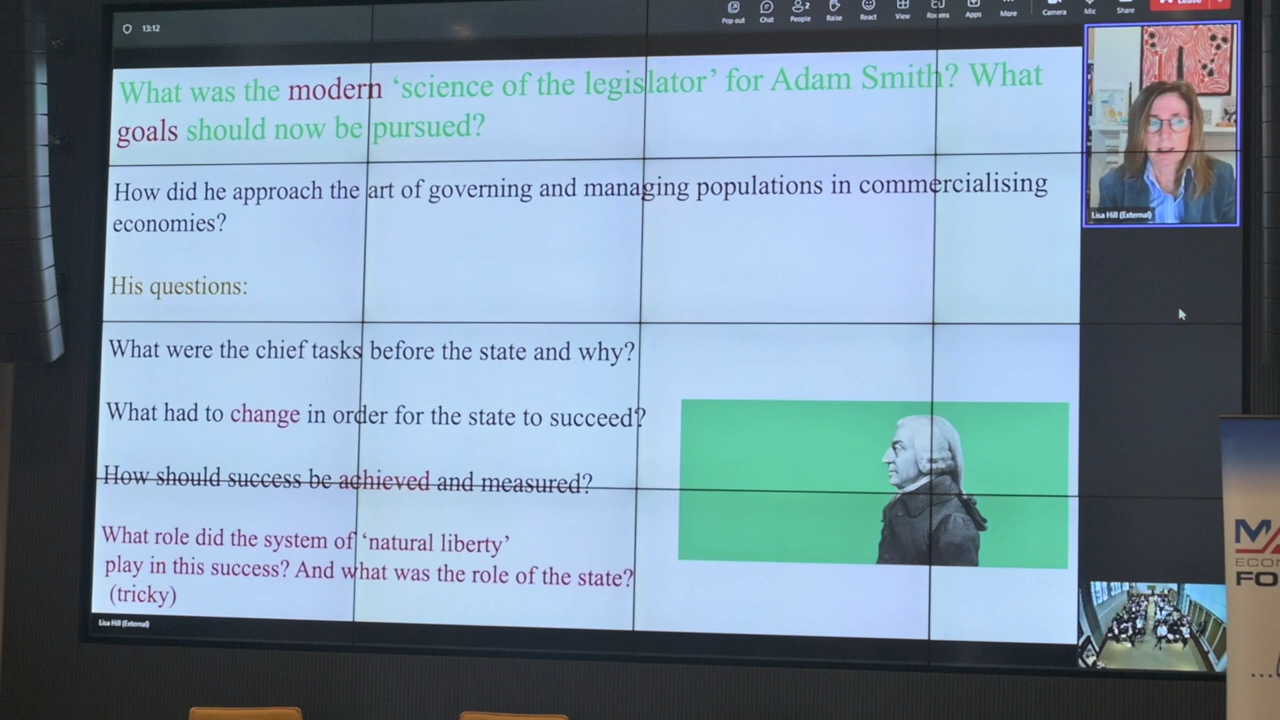 13:12
Pop out
Chat
People 2
Raise
React
View
Rooms
Apps
More
Camera
Mic
Share
Leave
What was the modern ‘science of the legislator’ for Adam Smith? What
goals should now be pursued?
How did he approach the art of governing and managing populations in commercialising
economies?
Lisa Hill (External)
His questions:
What were the chief tasks before the state and why?
What had to change in order for the state to succeed?
How should success be achieved and measured?
What role did the system of ‘natural liberty’
play in this success? And what was the role of the state?
(tricky)
Lisa Hill (External)
ECON
FO
...